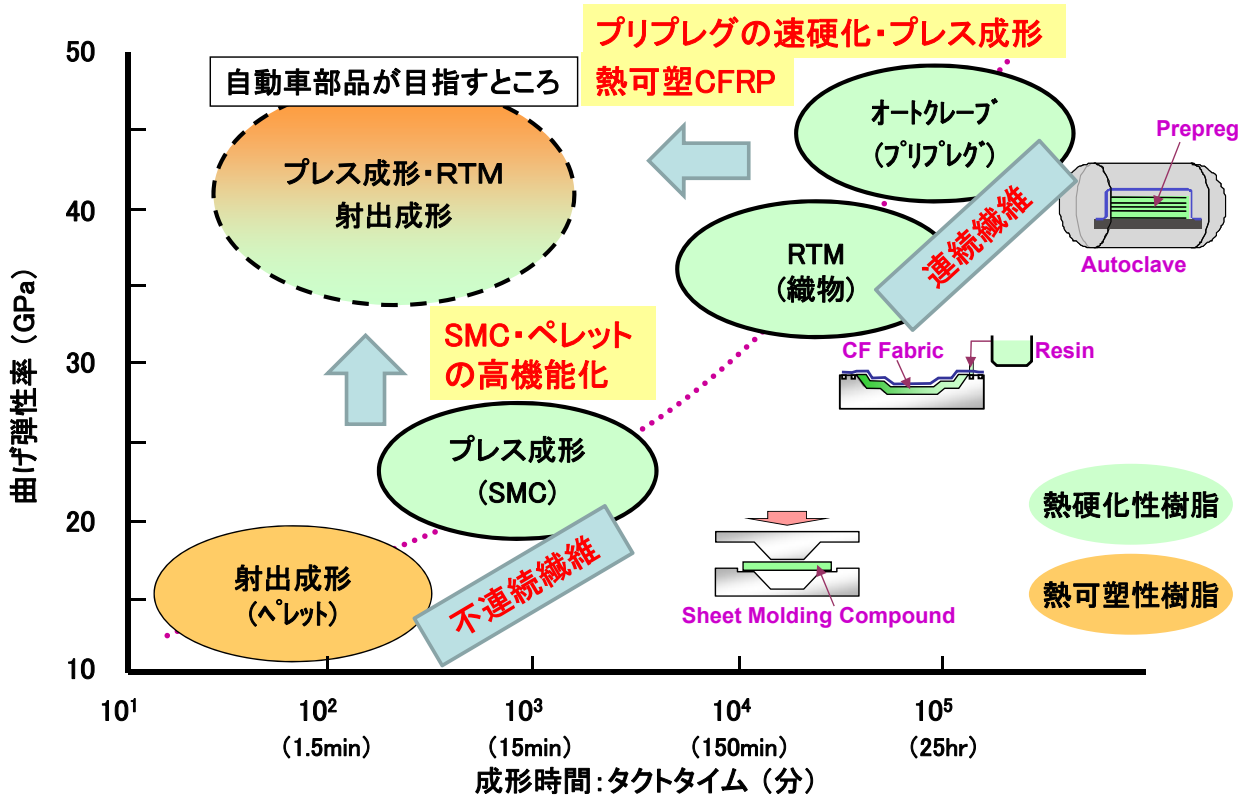 プリプレグの速硬化・プレス成形
熱可塑CFRP
自動車部品が目指すところ
プレス成形・RTM
射出成形
オートクレーブ
(プリプレグ)
連続繊維
Prepreg
Autoclave
RTM
(織物)
SMC・ペレット
の高機能化
CF Fabric
Resin
プレス成形
(SMC)
不連続繊維
射出成形
(ペレット)
Sheet Molding Compound
熱硬化性樹脂
熱可塑性樹脂
曲げ弾性率 (GPa)
50
40
30
20
10
10¹
10²
10³
10⁴
10⁵
(1.5min)
(15min)
(150min)
(25hr)
成形時間:タクトタイム (分)